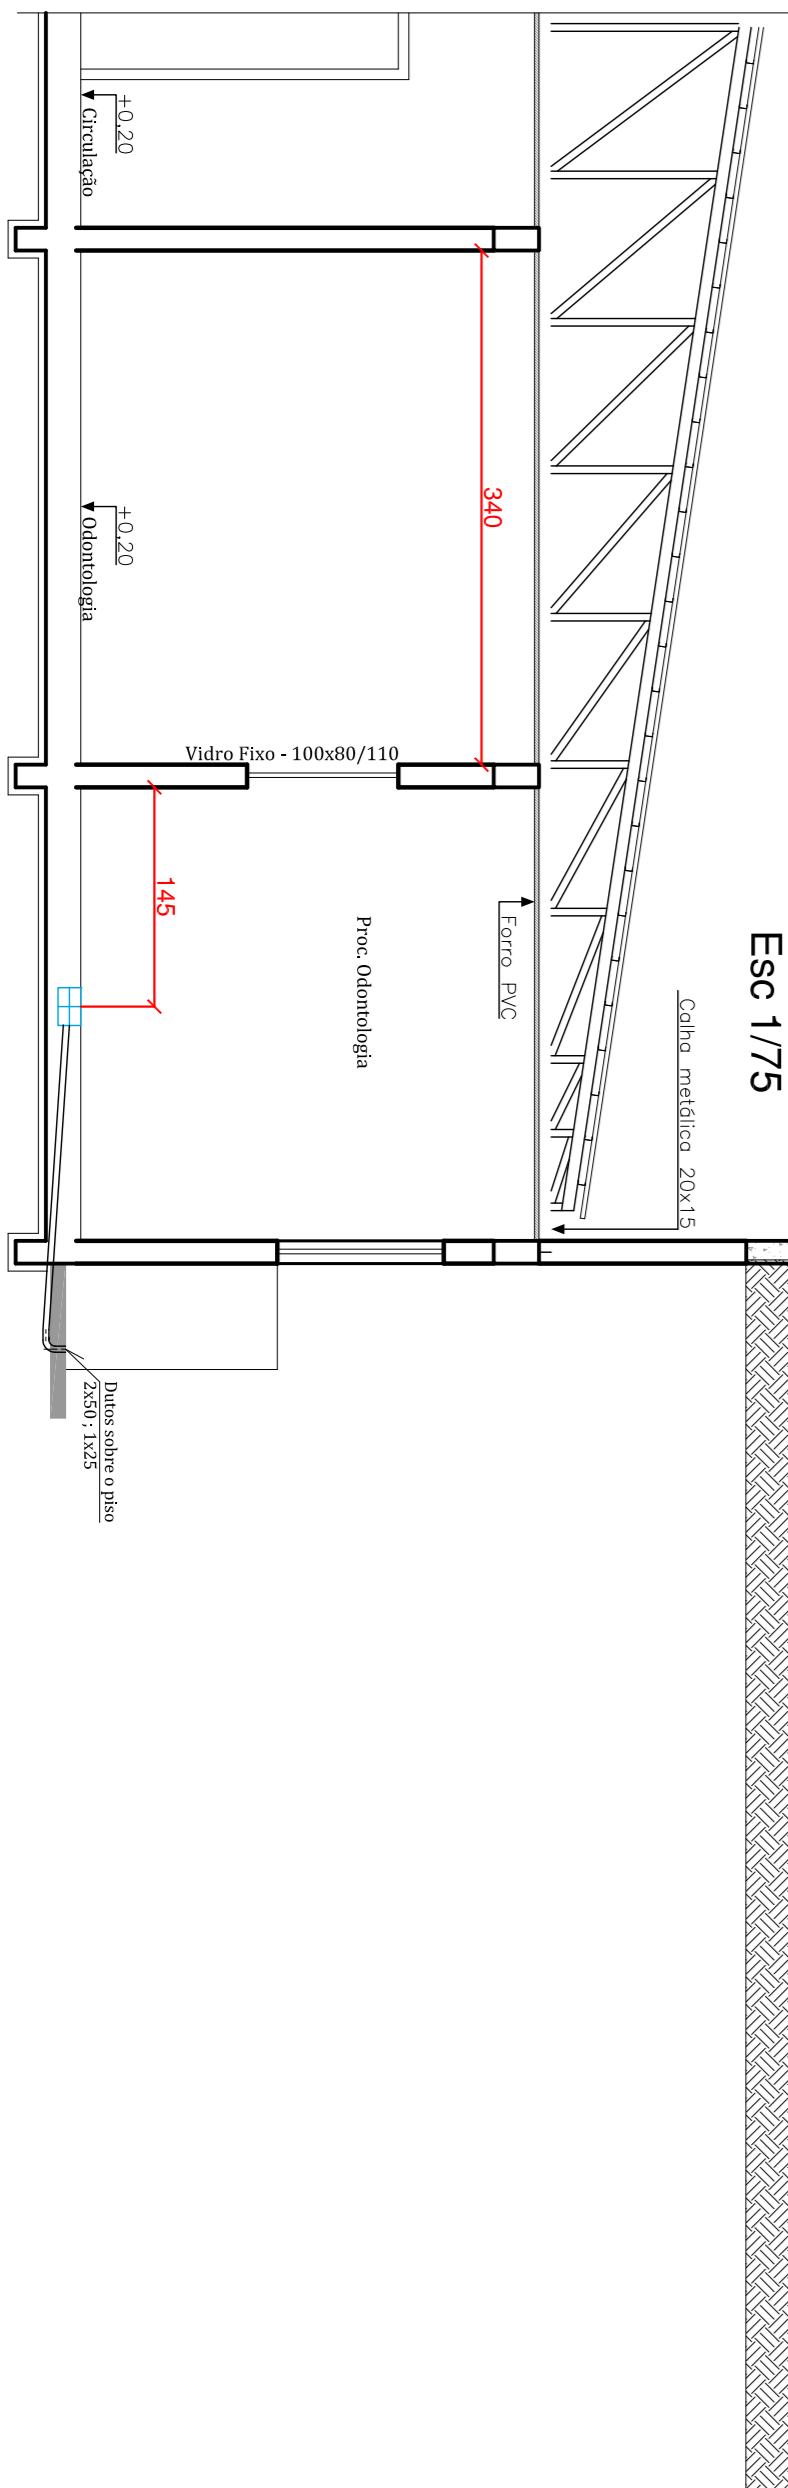 Esc 1/75
Calha metálica 20x15
Forro PVC
340
Vidro Fixo - 100x80/110
Proc. Odontologia
145
+0,20
Circulação
+0,20
Odontologia
Dutos sobre o piso
2x50 ; 1x25